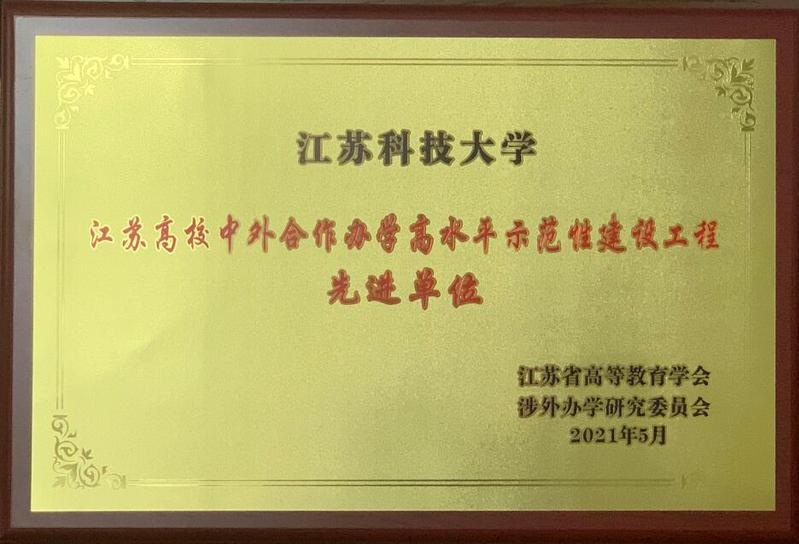 江苏科技大学
江苏高校中外合作办学高水平示范性建设工程
先进单位
江苏省高等教育学会
涉外办学研究委员会
2021年5月